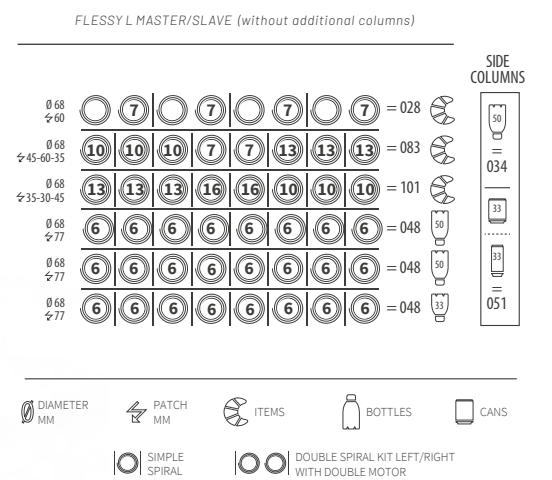 FLESSY L MASTER/SLAVE (without additional columns)
SIDE
COLUMNS
Ø 68
60
7 7 7 7 = 028
Ø 68
45-60-35
10 10 10 7 7 13 13 13 = 083
Ø 68
35-30-45
13 13 13 16 16 10 10 10 = 101
Ø 68
77
6 6 6 6 6 6 6 6 = 048 50
Ø 68
77
6 6 6 6 6 6 6 6 = 048 50
Ø 68
77
6 6 6 6 6 6 6 6 = 048 33
50
=
034
33
33
=
051
DIAMETER
MM
PATCH
MM
ITEMS
BOTTLES
CANS
SIMPLE
SPIRAL
DOUBLE SPIRAL KIT LEFT/RIGHT
WITH DOUBLE MOTOR